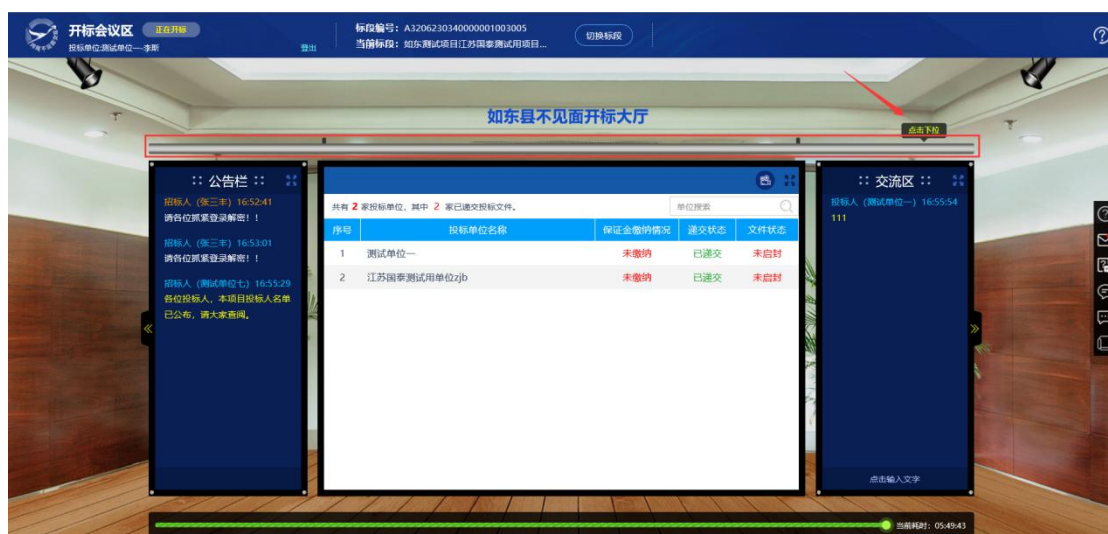 开标会议区 正在开标
投标单位:测试单位一-李斯 登出
标段编号：A3206230340000001003005
当前标段：如东测试项目江苏国泰测试用项目...
切换标段
如东县不见面开标大厅
点击下拉
:: 公告栏 ::
招标人（张三丰）16:52:41
请各位抓紧登录解密！！
招标人（张三丰）16:53:01
请各位抓紧登录解密！！
招标人（测试单位七）16:55:29
各位投标人，本项目投标人名单
已公布，请大家查阅。
共有 2 家投标单位，其中 2 家已递交投标文件。 单位搜索
序号 投标单位名称 保证金缴纳情况 递交状态 文件状态
1 测试单位一 未缴纳 已递交 未启封
2 江苏国泰测试用单位zjb 未缴纳 已递交 未启封
:: 交流区 ::
投标人（测试单位一）16:55:54
111
点击输入文字
当前耗时：05:49:43